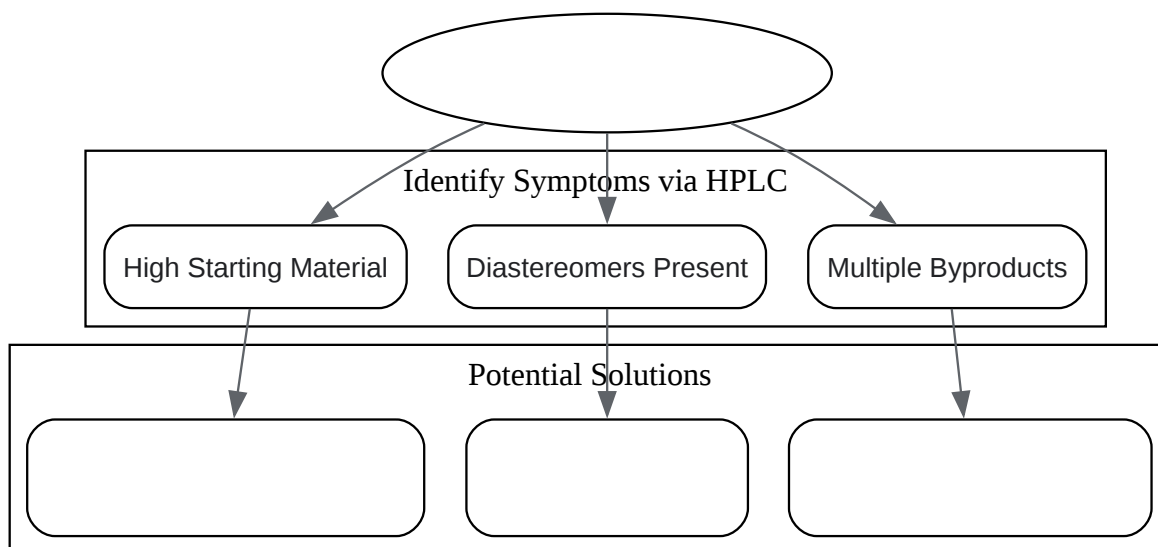 Identify Symptoms via HPLC
High Starting Material
Diastereomers Present
Multiple Byproducts
Potential Solutions